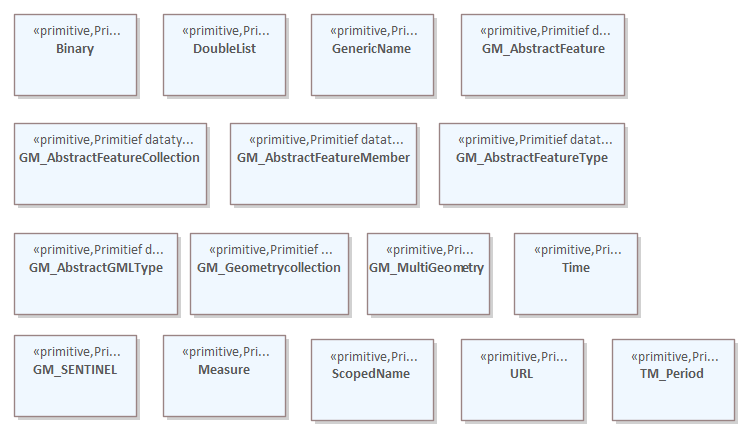 «primitive,Pri...
Binary
«primitive,Pri...
DoubleList
«primitive,Pri...
GenericName
«primitive,Primitief d...
GM_AbstractFeature
«primitive,Primitief dataty...
GM_AbstractFeatureCollection
«primitive,Primitief datat...
GM_AbstractFeatureMember
«primitive,Primitief datat...
GM_AbstractFeatureType
«primitive,Primitief d...
GM_AbstractGMLType
«primitive,Primitief ...
GM_Geometrycollection
«primitive,Pri...
GM_MultiGeometry
«primitive,Pri...
Time
«primitive,Pri...
GM_SENTINEL
«primitive,Pri...
Measure
«primitive,Pri...
ScopedName
«primitive,Pri...
URL
«primitive,Pri...
TM_Period